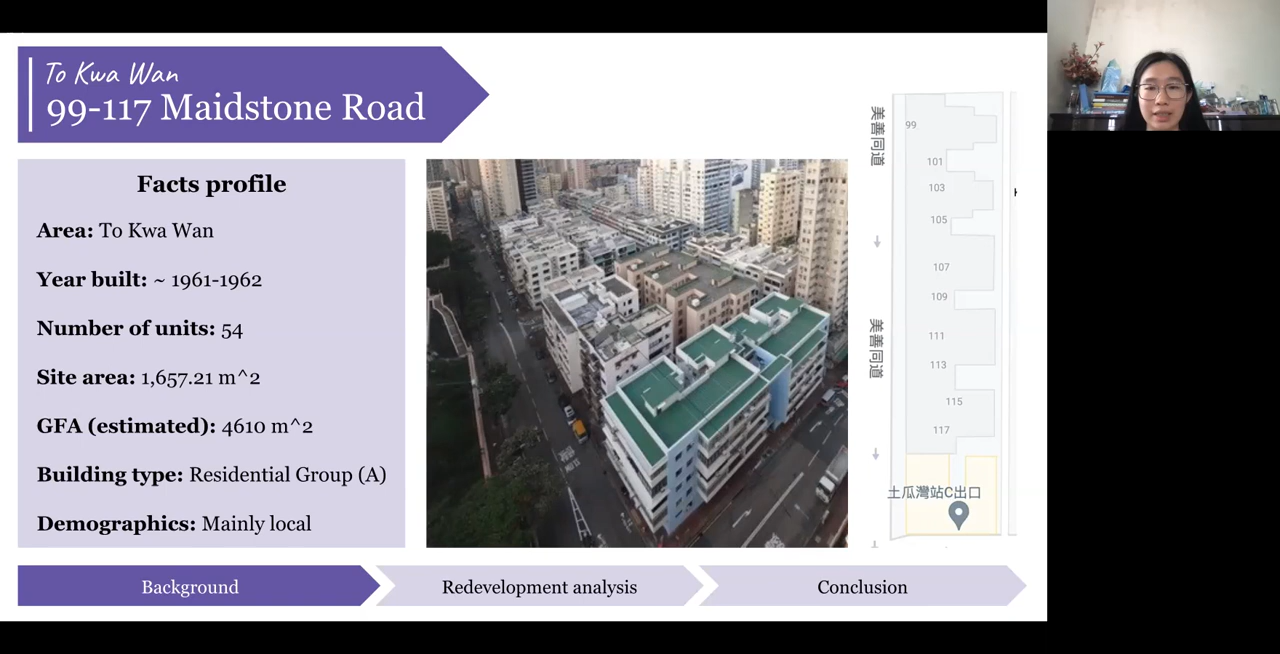 To Kwa Wan
99-117 Maidstone Road
Facts profile
Area: To Kwa Wan
Year built: ~ 1961-1962
Number of units: 54
Site area: 1,657.21 m^2
GFA (estimated): 4610 m^2
Building type: Residential Group (A)
Demographics: Mainly local
美善同道
99
101
103
105
107
109
美善同道
111
113
115
117
土瓜灣站C出口
Background
Redevelopment analysis
Conclusion